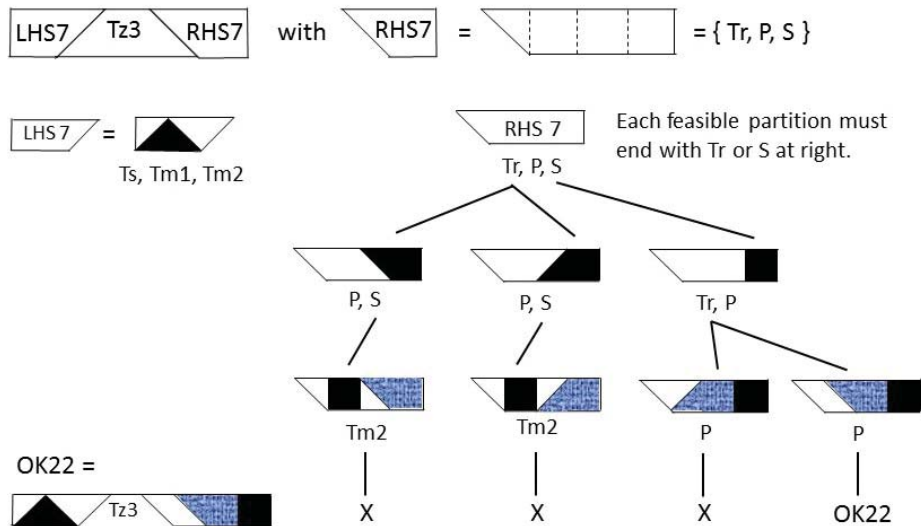 LHS7 Tz3 RHS7 with RHS7 = = { Tr, P, S }
LHS 7 =
Ts, Tm1, Tm2
RHS 7
Tr, P, S
Each feasible partition must
end with Tr or S at right.
P, S P, S Tr, P
Tm2 Tm2 P P
X X X OK22
OK22 =
Tz3